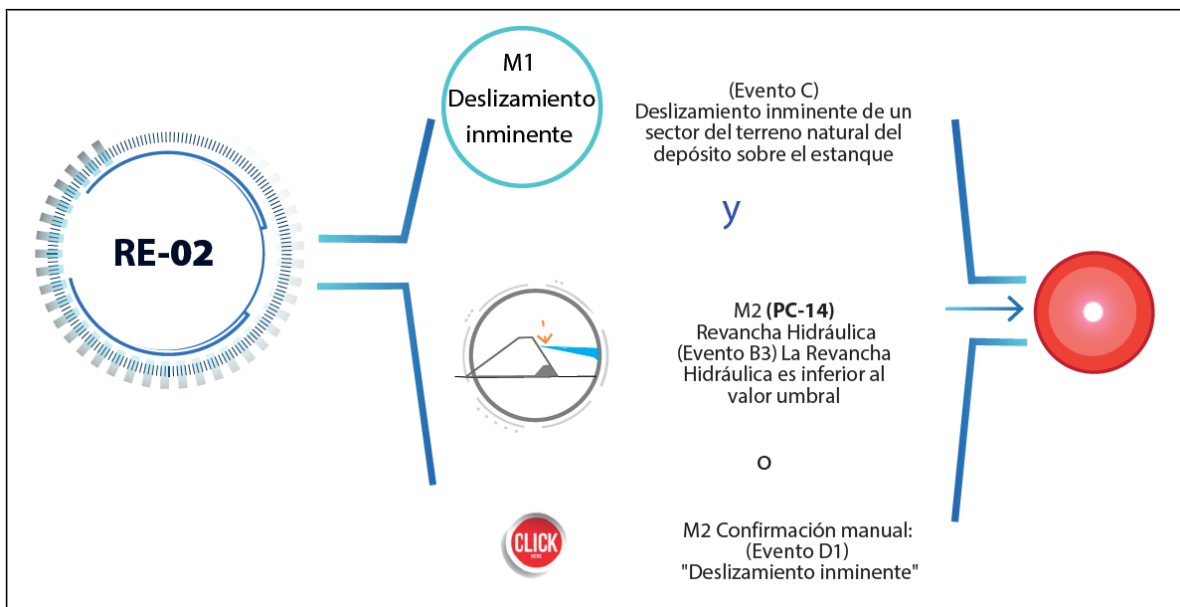 RE-02
M1
Deslizamiento
inminente
(Evento C)
Deslizamiento inminente de un
sector del terreno natural del
depósito sobre el estanque
y
M2 (PC-14)
Revancha Hidráulica
(Evento B3) La Revancha
Hidráulica es inferior al
valor umbral
o
CLICK
M2 Confirmación manual:
(Evento D1)
"Deslizamiento inminente"